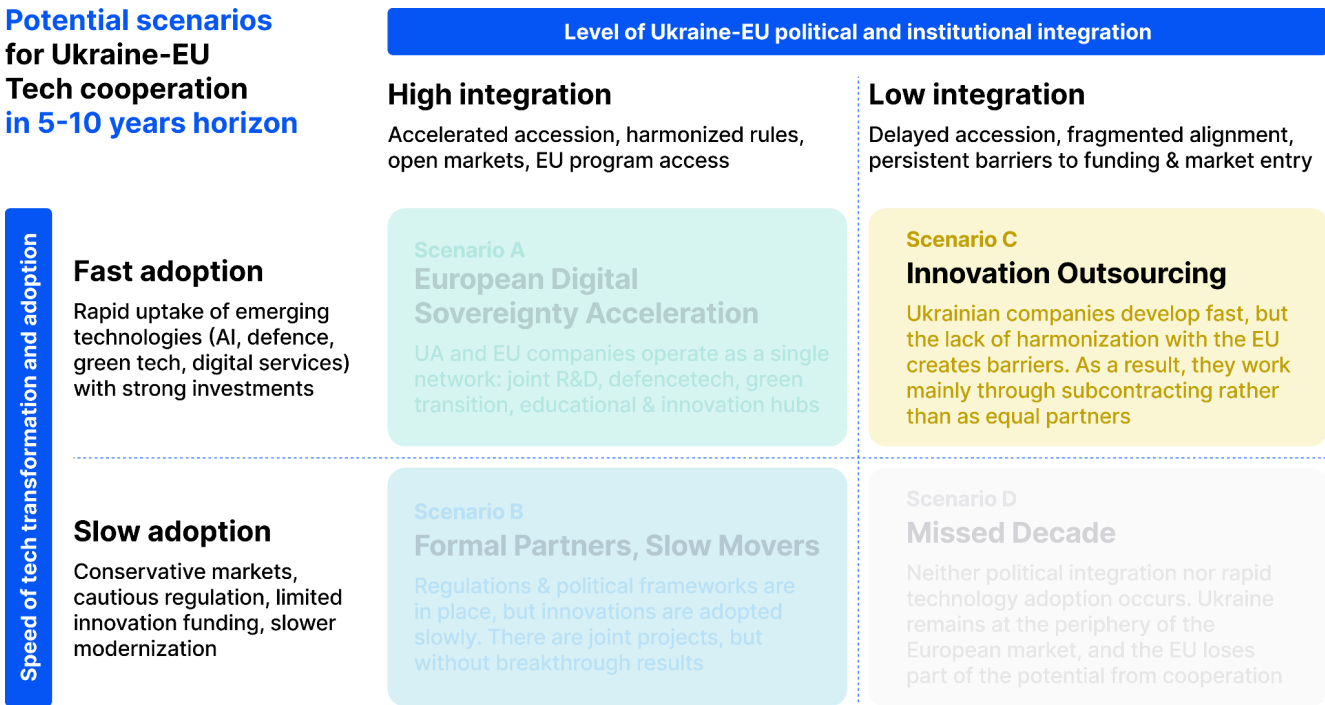 Potential scenarios
for Ukraine-EU
Tech cooperation
in 5-10 years horizon
Level of Ukraine-EU political and institutional integration
High integration
Accelerated accession, harmonized rules,
open markets, EU program access
Low integration
Delayed accession, fragmented alignment,
persistent barriers to funding & market entry
Speed of tech transformation and adoption
Fast adoption
Rapid uptake of emerging
technologies (AI, defence,
green tech, digital services)
with strong investments
Scenario A
European Digital
Sovereignty Acceleration
UA and EU companies operate as a single
network: joint R&D, defencetech, green
transition, educational & innovation hubs
Scenario C
Innovation Outsourcing
Ukrainian companies develop fast, but
the lack of harmonization with the EU
creates barriers. As a result, they work
mainly through subcontracting rather
than as equal partners
Slow adoption
Conservative markets,
cautious regulation, limited
innovation funding, slower
modernization
Scenario B
Formal Partners, Slow Movers
Regulations & political frameworks are
in place, but innovations are adopted
slowly. There are joint projects, but
without breakthrough results
Scenario D
Missed Decade
Neither political integration nor rapid
technology adoption occurs. Ukraine
remains at the periphery of the
European market, and the EU loses
part of the potential from cooperation